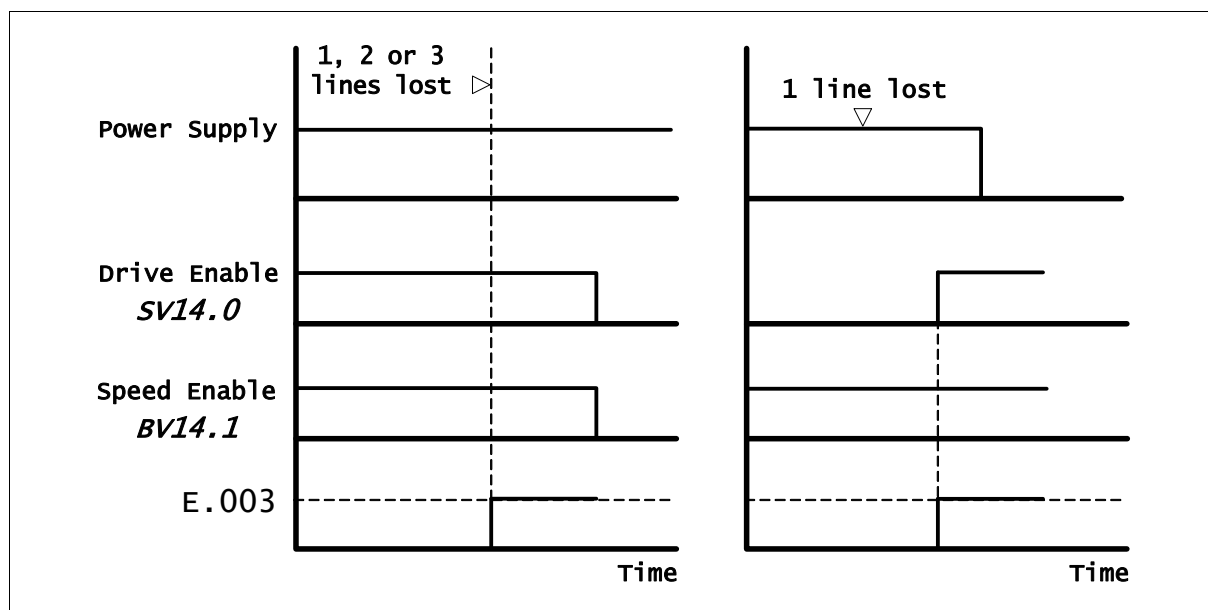 1, 2 or 3
lines lost
1 line lost
Power Supply
Drive Enable
SV14.0
Speed Enable
BV14.1
E.003
Time
Time